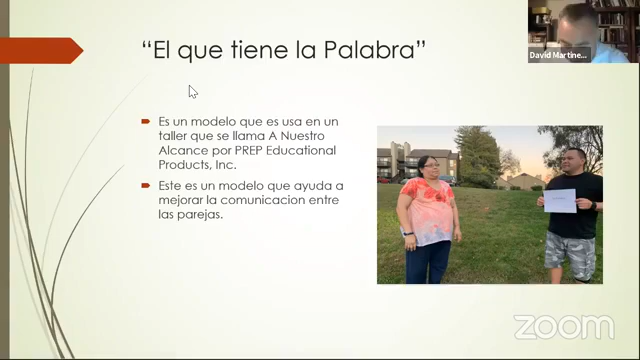 “El que tiene la Palabra”
Es un modelo que es usa en un
taller que se llama A Nuestro
Alcance por PREP Educational
Products, Inc.
Este es un modelo que ayuda a
mejorar la comunicacion entre
las parejas.
David Martine...
zoom